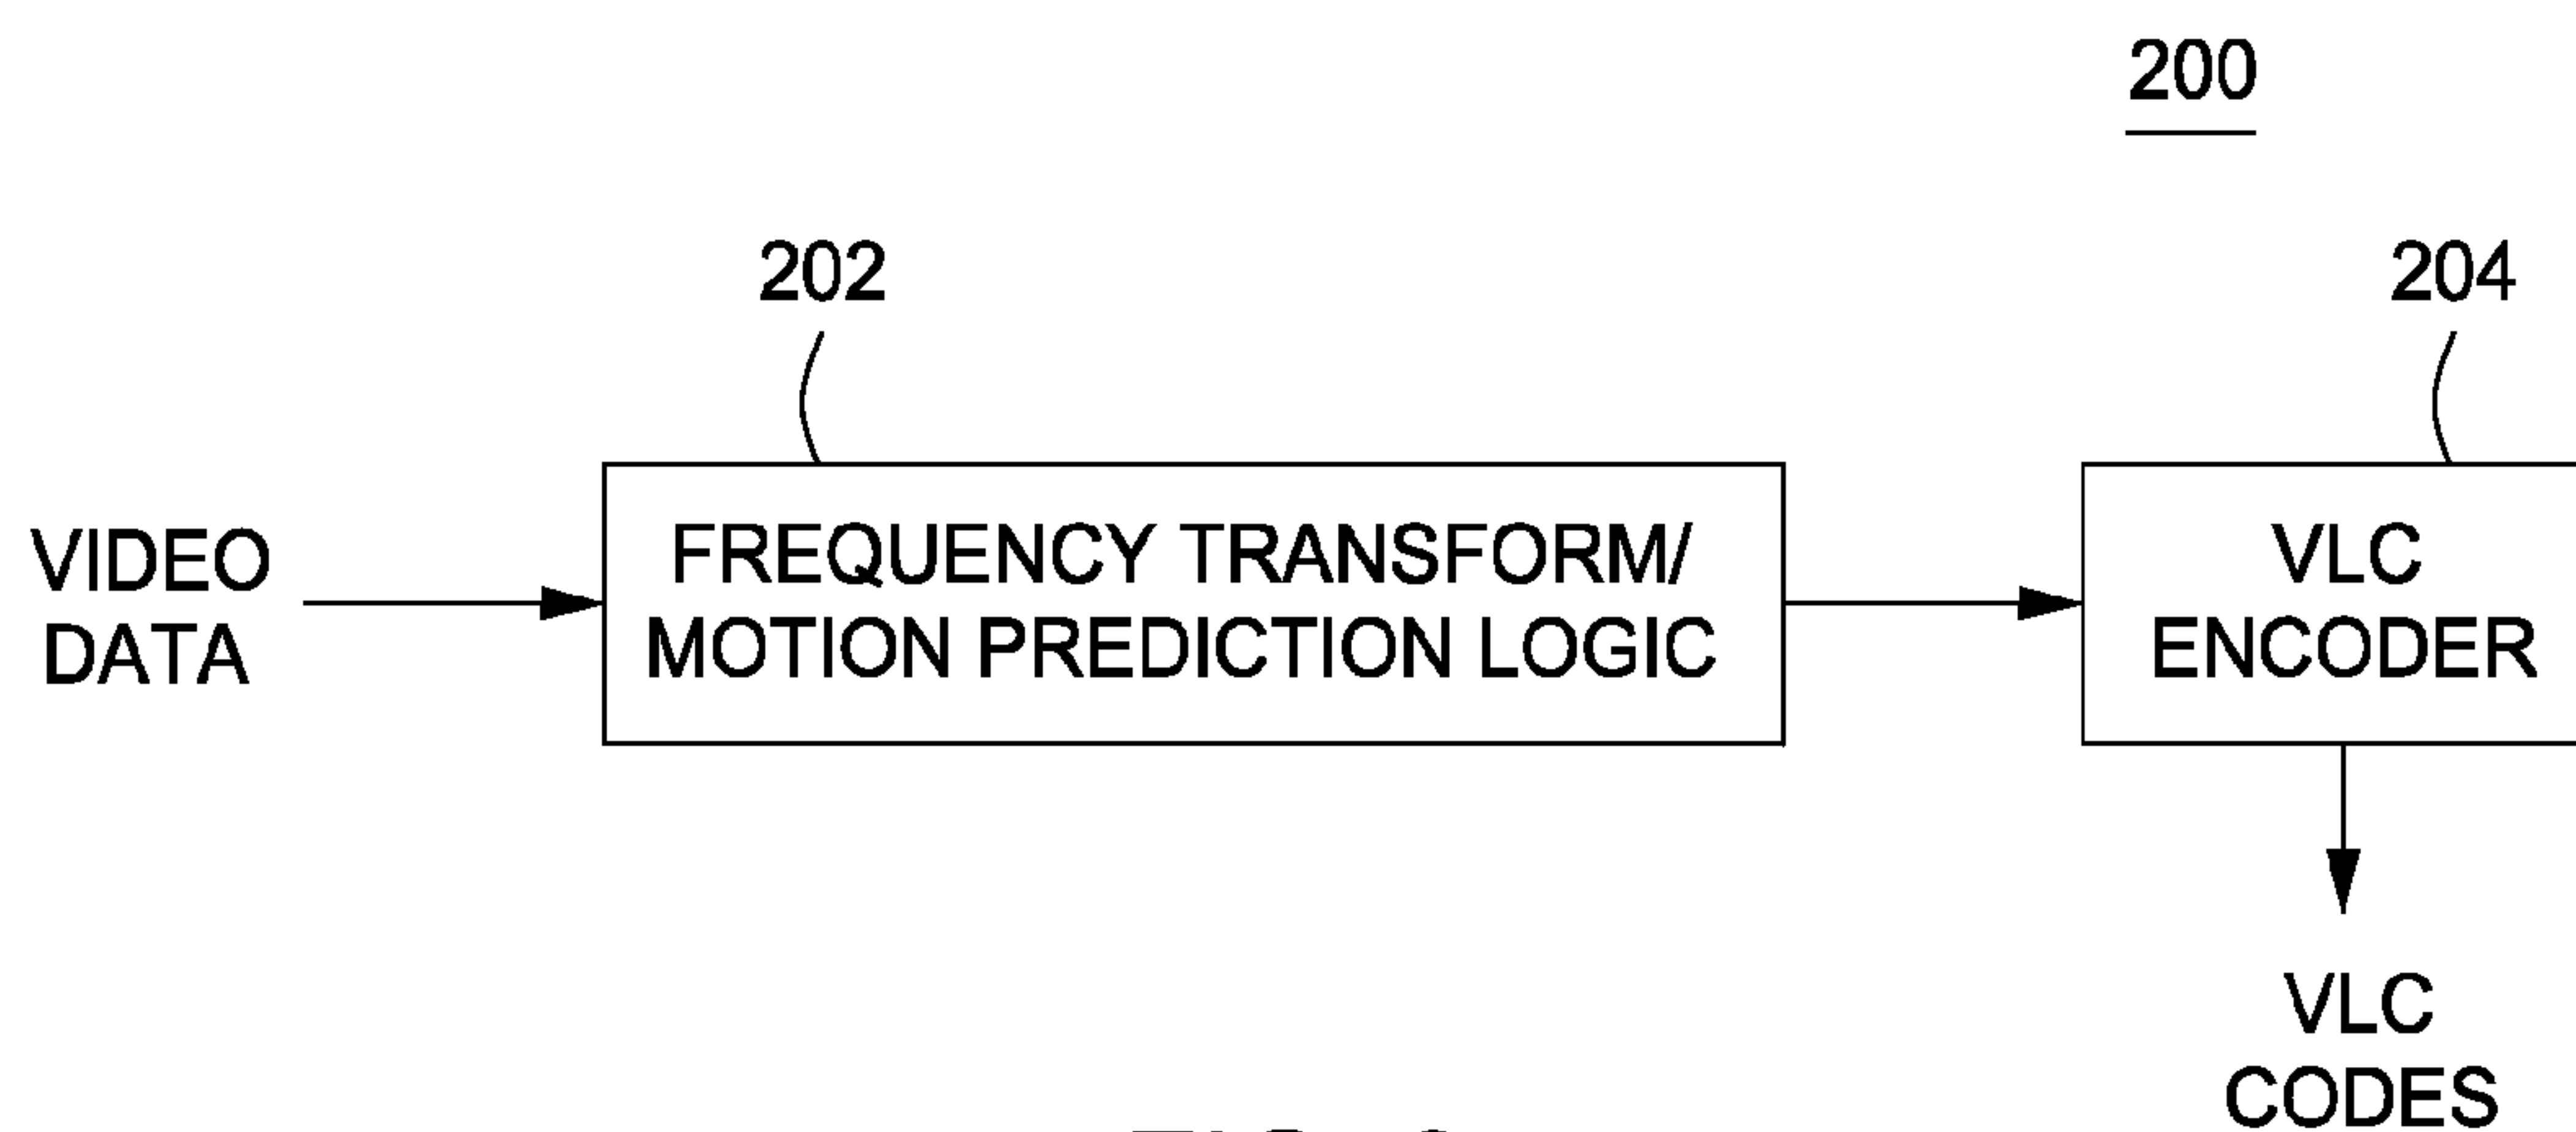 200
202
204
VIDEO
DATA
FREQUENCY TRANSFORM/
MOTION PREDICTION LOGIC
VLC
ENCODER
VLC
CODES